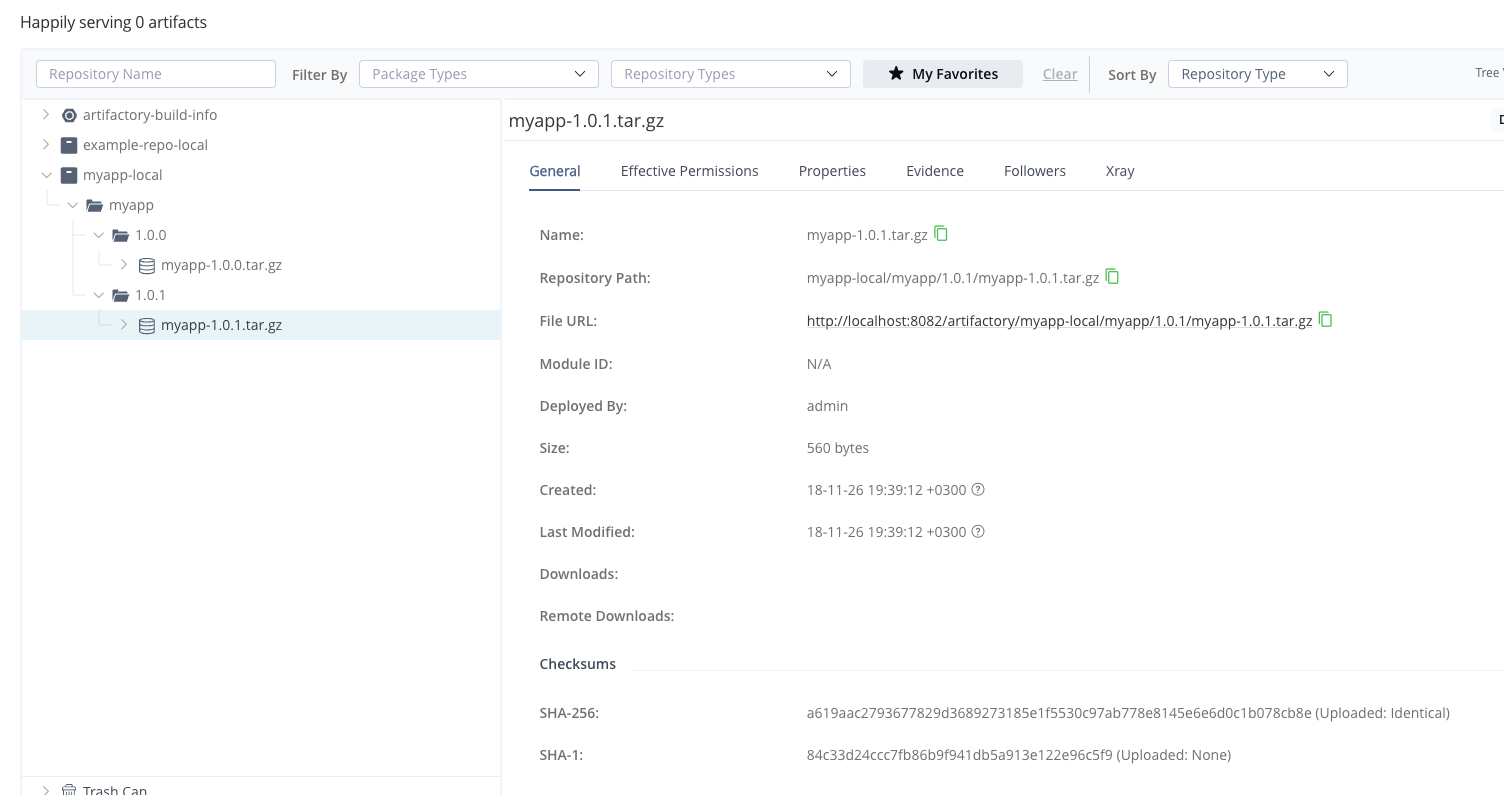 Happily serving 0 artifacts
Repository Name Filter By Package Types Repository Types My Favorites Clear Sort By Repository Type Tree
artifactory-build-info
example-repo-local
myapp-local
myapp
1.0.0
myapp-1.0.0.tar.gz
1.0.1
myapp-1.0.1.tar.gz
Trash Can
myapp-1.0.1.tar.gz
General Effective Permissions Properties Evidence Followers Xray
Name: myapp-1.0.1.tar.gz
Repository Path: myapp-local/myapp/1.0.1/myapp-1.0.1.tar.gz
File URL: http://localhost:8082/artifactory/myapp-local/myapp/1.0.1/myapp-1.0.1.tar.gz
Module ID: N/A
Deployed By: admin
Size: 560 bytes
Created: 18-11-26 19:39:12 +0300
Last Modified: 18-11-26 19:39:12 +0300
Downloads:
Remote Downloads:
Checksums
SHA-256: a619aac2793677829d3689273185e1f5530c97ab778e8145e6e6d0c1b078cb8e (Uploaded: Identical)
SHA-1: 84c33d24ccc7fb86b9f941db5a913e122e96c5f9 (Uploaded: None)